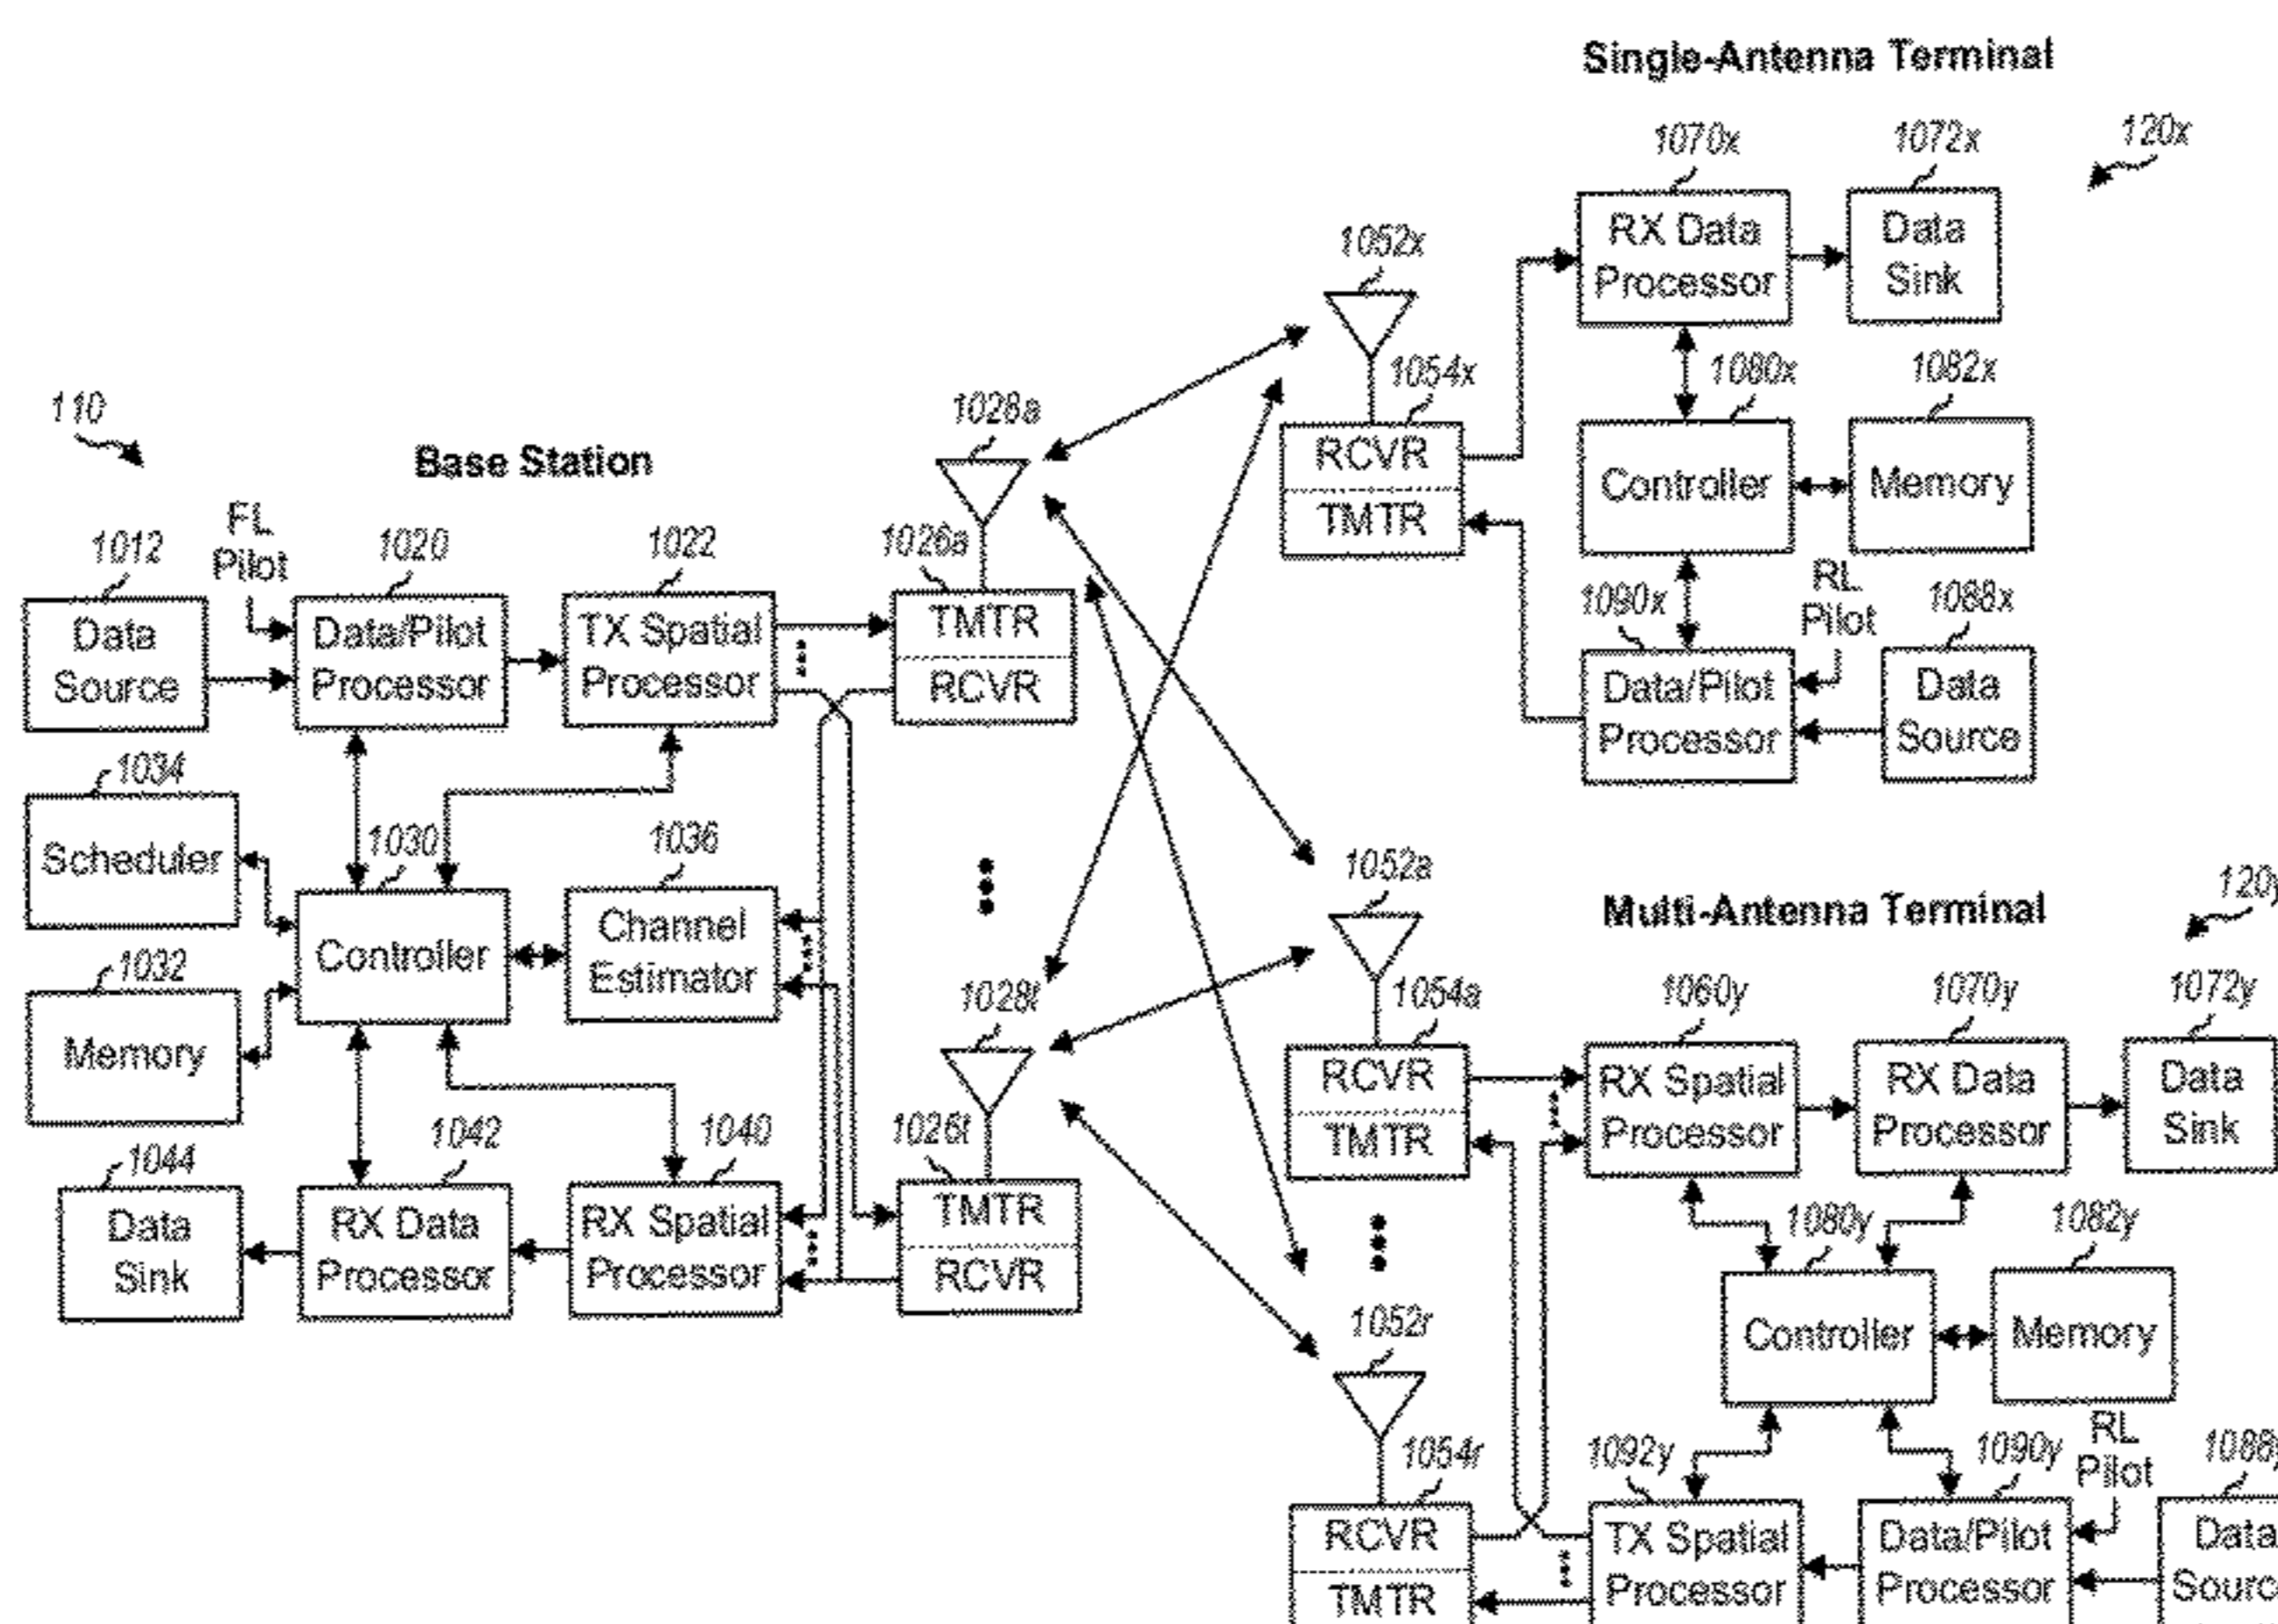 Single-Antenna Terminal
1070x
1072x
120x
RX Data
Processor
Data
Sink
1052x
1054x
1080x
1082x
RCVR
TMTR
Controller
Memory
1090x
RL
Pilot
1088x
Data/Pilot
Processor
Data
Source
110
Base Station
1028a
FL
Pilot
1012
1020
1022
1026a
Data
Source
Data/Pilot
Processor
TX Spatial
Processor
TMTR
RCVR
1034
Scheduler
1030
1036
Controller
Channel
Estimator
1032
Memory
1028t
1044
1042
1040
1026t
Data
Sink
RX Data
Processor
RX Spatial
Processor
TMTR
RCVR
1052a
Multi-Antenna Terminal
120y
1054a
1060y
1070y
1072y
RCVR
TMTR
RX Spatial
Processor
RX Data
Processor
Data
Sink
1080y
1082y
Controller
Memory
1052r
1054r
1092y
1090y
RL
Pilot
1088y
RCVR
TMTR
TX Spatial
Processor
Data/Pilot
Processor
Data
Source